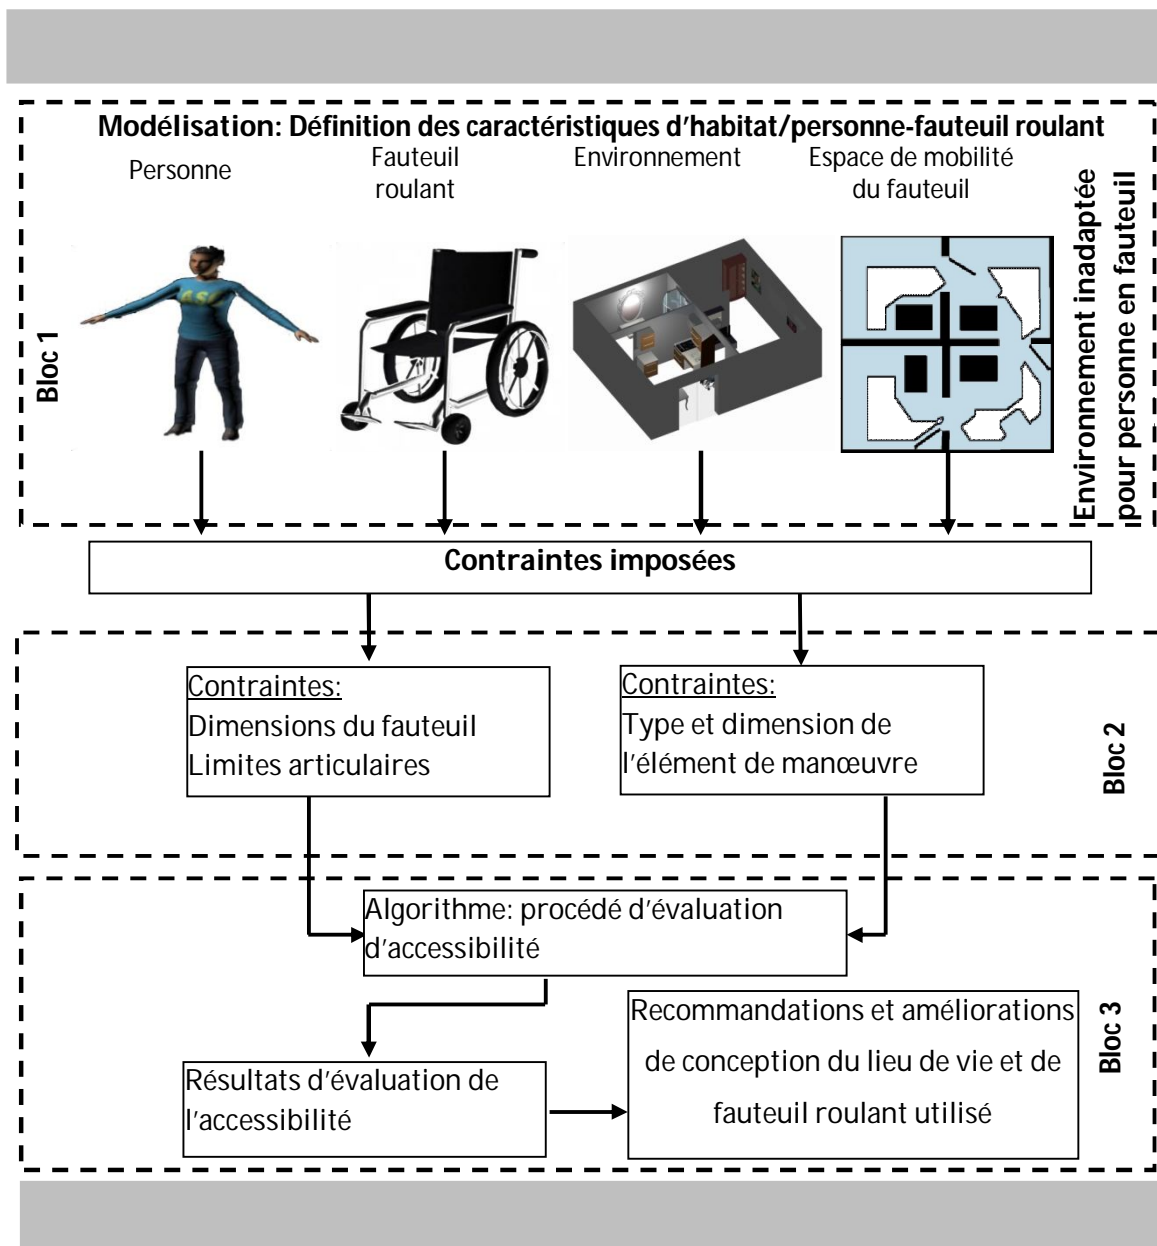 Modélisation: Définition des caractéristiques d'habitat/personne-fauteuil roulant
Personne
Fauteuil
roulant
Environnement
Espace de mobilité
du fauteuil
Bloc 1
Environnement inadaptée
pour personne en fauteuil
Contraintes imposées
Contraintes:
Dimensions du fauteuil
Limites articulaires
Contraintes:
Type et dimension de
l'élément de manœuvre
Bloc 2
Algorithme: procédé d'évaluation
d'accessibilité
Résultats d'évaluation de
l'accessibilité
Recommandations et améliorations
de conception du lieu de vie et de
fauteuil roulant utilisé
Bloc 3